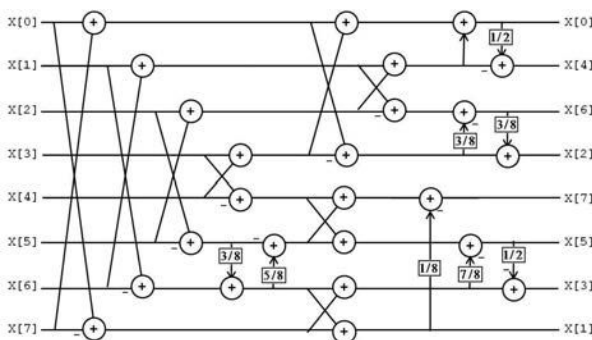 X[0] + + + X[0]
1/2
X[1] + + - + X[4]
X[2] + - + - + X[6]
3/8 3/8
X[3] + - + + X[2]
X[4] - + + + - X[7]
X[5] - + - + + + - X[5]
3/8 5/8 1/8 7/8 1/2 -
X[6] - + + + + X[3]
X[7] - + + X[1]